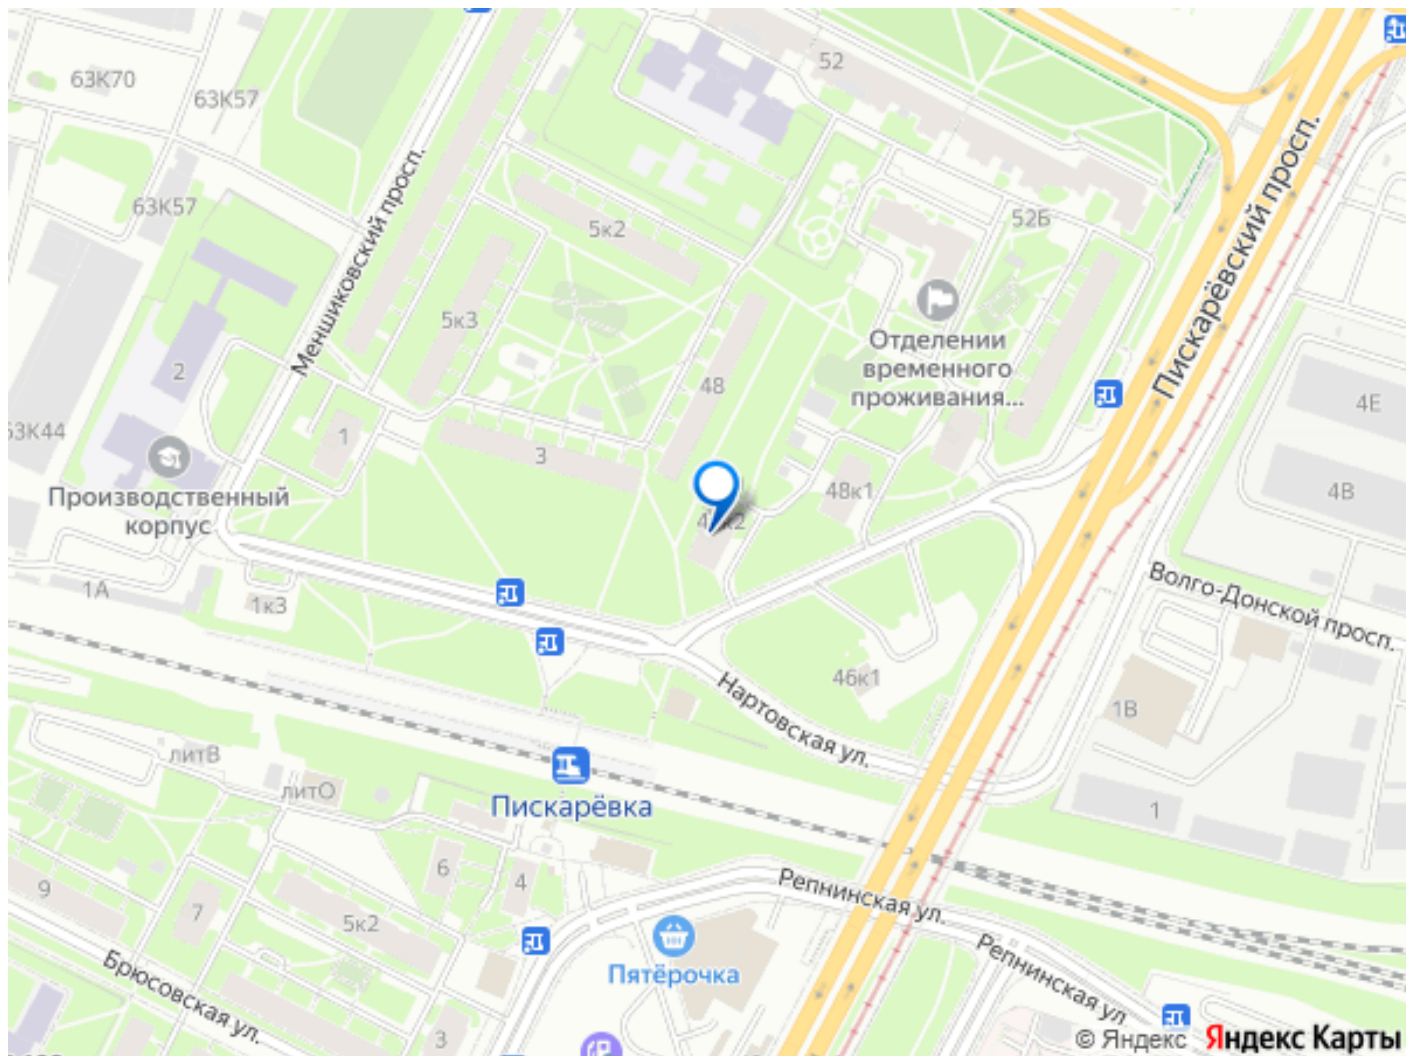 52
63К70
63К57
Меншиковский просп.
Пискарёвский просп.
63К57
5к2
52Б
5к3
Отделении
временного
проживания...
2
48
4Е
63К44
1
3
Производственный
корпус
48к1
4В
1А
1к3
Волго-Донской просп.
46к1
Нартовская ул.
1В
литВ
литО
Пискарёвка
1
6
4
9
7
5к2
Репнинская ул.
Брюсовская ул.
Пятёрочка
Репнинская ул.
3
© Яндекс Яндекс Карты